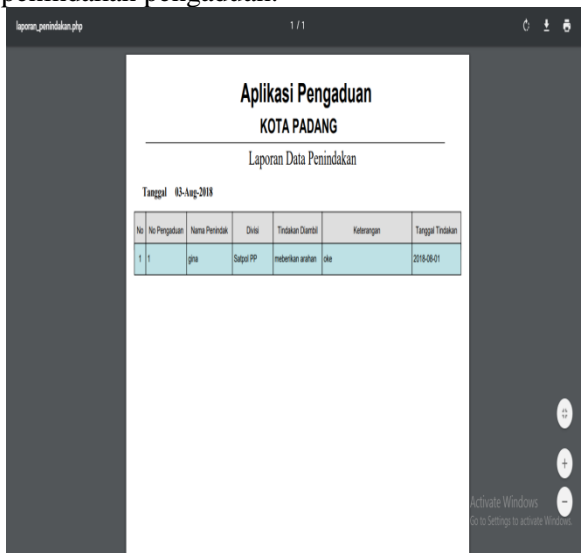 penindakan pengaduan.
laporan_penindakan.php 1 / 1
Aplikasi Pengaduan
KOTA PADANG
Laporan Data Penindakan
Tanggal 03-Aug-2018
No No Pengaduan Nama Penindak Divisi Tindakan Diambil Keterangan Tanggal Tindakan
1 1 gina Satpol PP meberikan arahan oke 2018-08-01
Activate Windows
Go to Settings to activate Windows.